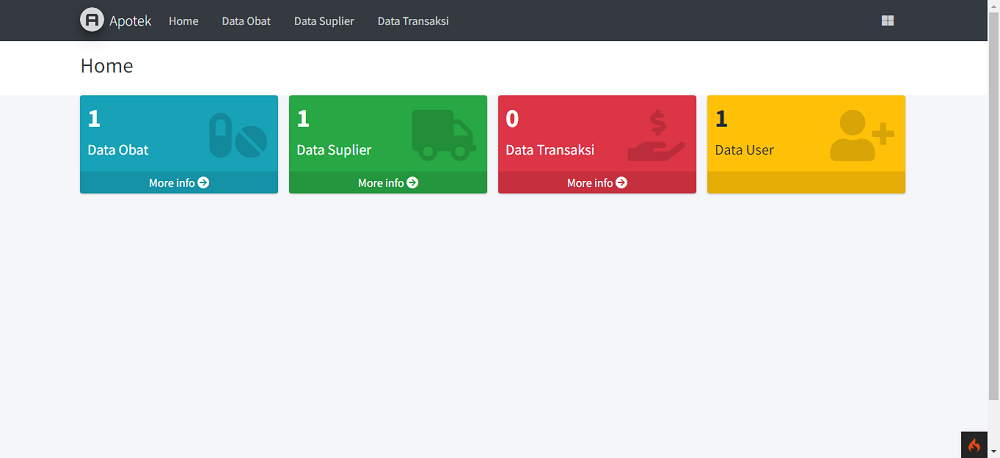 Apotek Home Data Obat Data Suplier Data Transaksi
Home
1 1 0 1
Data Obat Data Suplier Data Transaksi Data User
More info More info More info